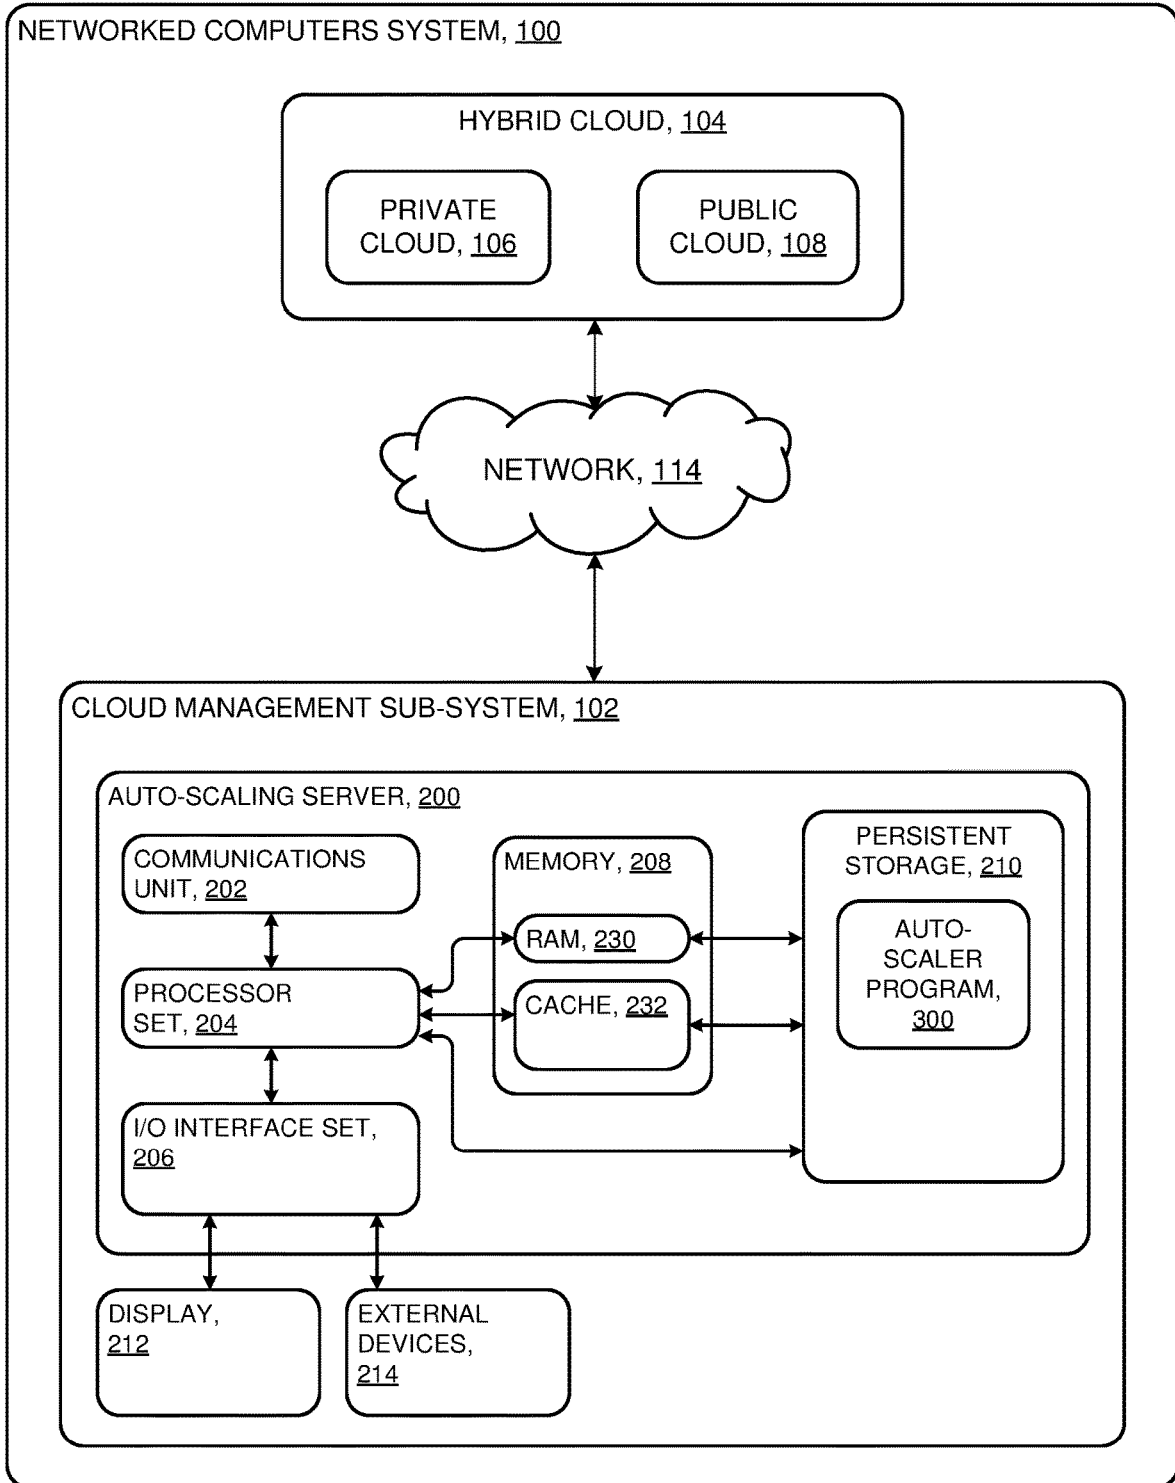 NETWORKED COMPUTERS SYSTEM, 100
HYBRID CLOUD, 104
PRIVATE
CLOUD, 106
PUBLIC
CLOUD, 108
NETWORK, 114
CLOUD MANAGEMENT SUB-SYSTEM, 102
AUTO-SCALING SERVER, 200
COMMUNICATIONS
UNIT, 202
PROCESSOR
SET, 204
I/O INTERFACE SET,
206
MEMORY, 208
RAM, 230
CACHE, 232
PERSISTENT
STORAGE, 210
AUTO-
SCALER
PROGRAM,
300
DISPLAY,
212
EXTERNAL
DEVICES,
214